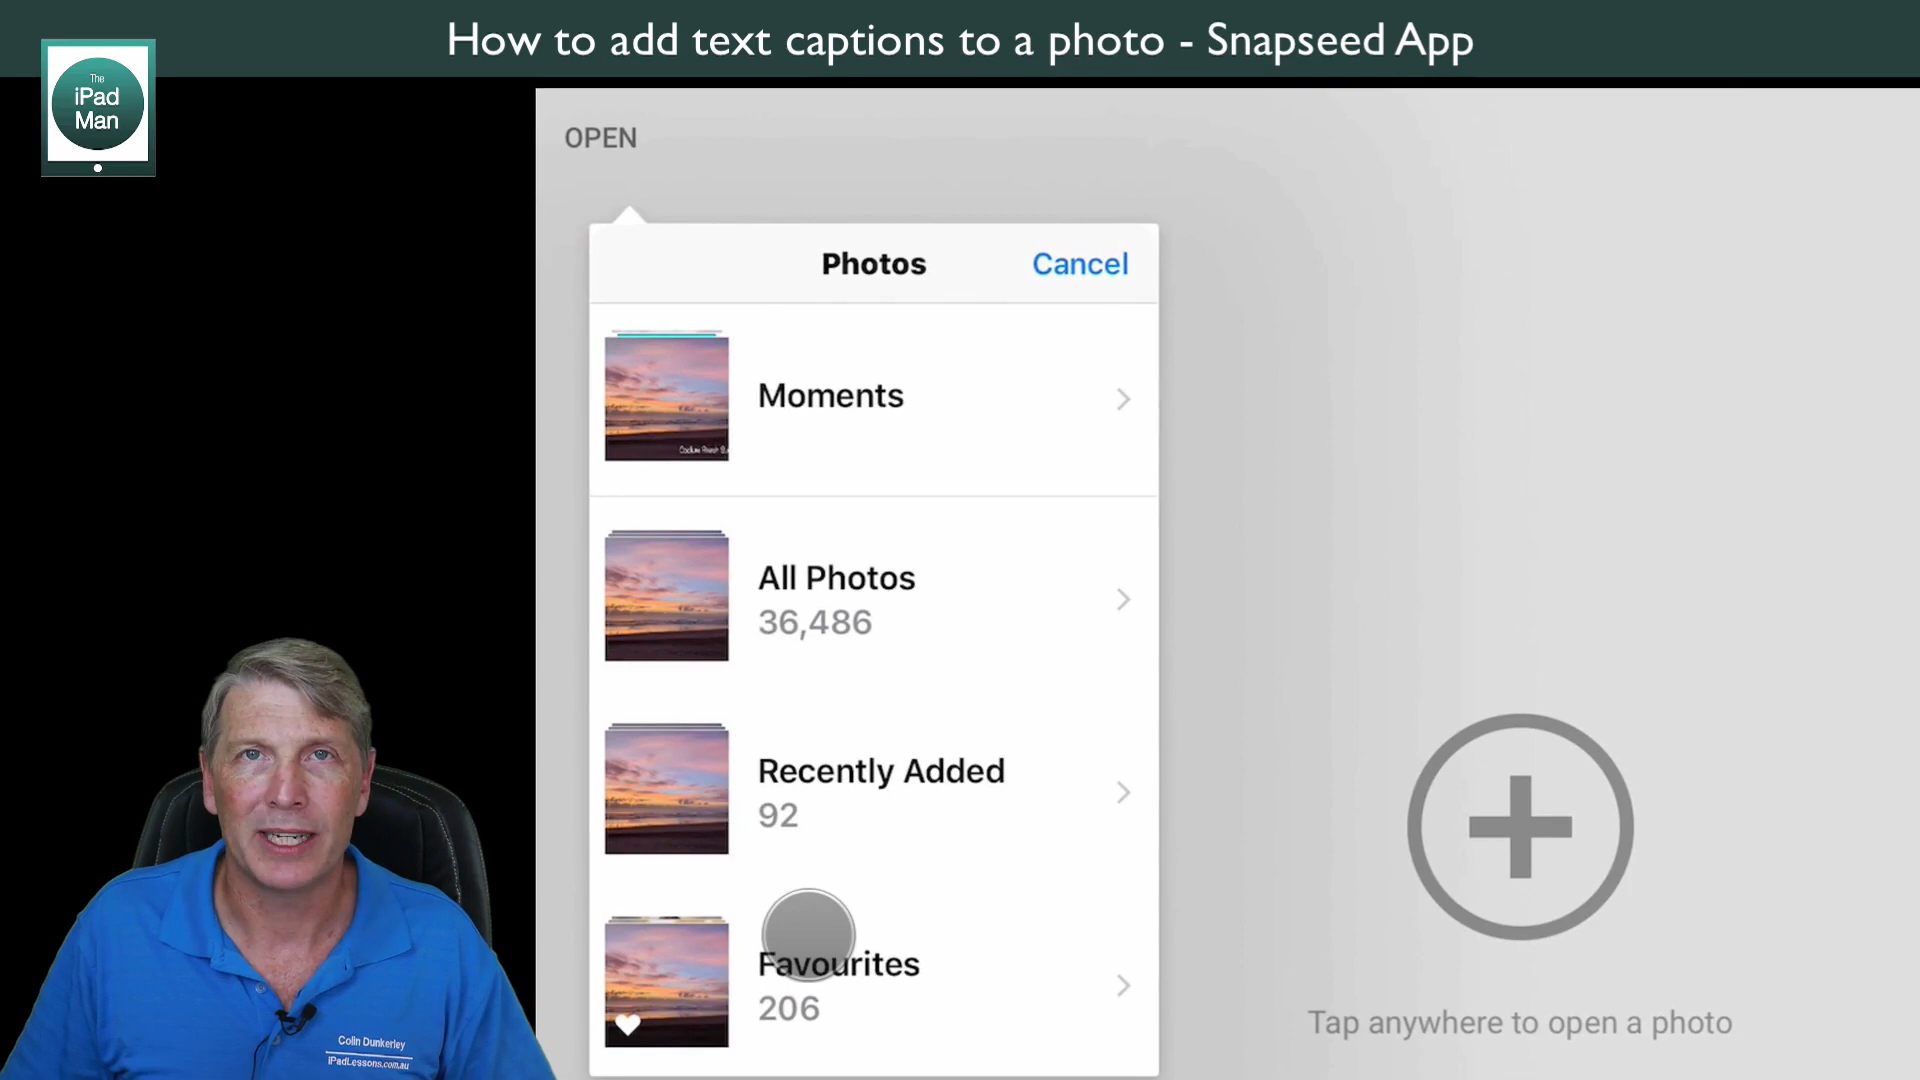 How to add text captions to a photo - Snapseed App
The
iPad
Man
OPEN
Photos
Cancel
Moments
All Photos
36,486
Recently Added
92
Favourites
206
Tap anywhere to open a photo
Colin Dunkerley
iPadLessons.com.au